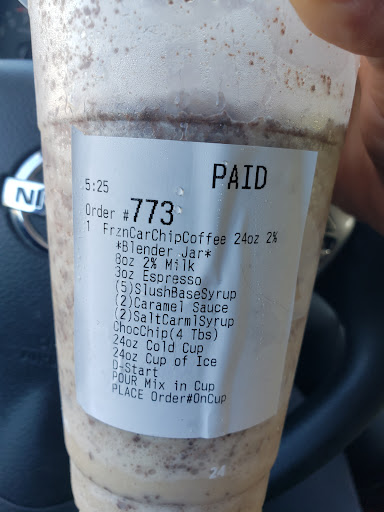 5:25 PAID
Order #773
1 FrznCarChipCoffee 24oz 2%
*Blender Jar*
8oz 2% Milk
3oz Espresso
(5)SlushBaseSyrup
(2)Caramel Sauce
(2)SaltCarmlSyrup
ChocChip(4 Tbs)
24oz Cold Cup
24oz Cup of Ice
D-Start
POUR Mix in Cup
PLACE Order#OnCup
NI